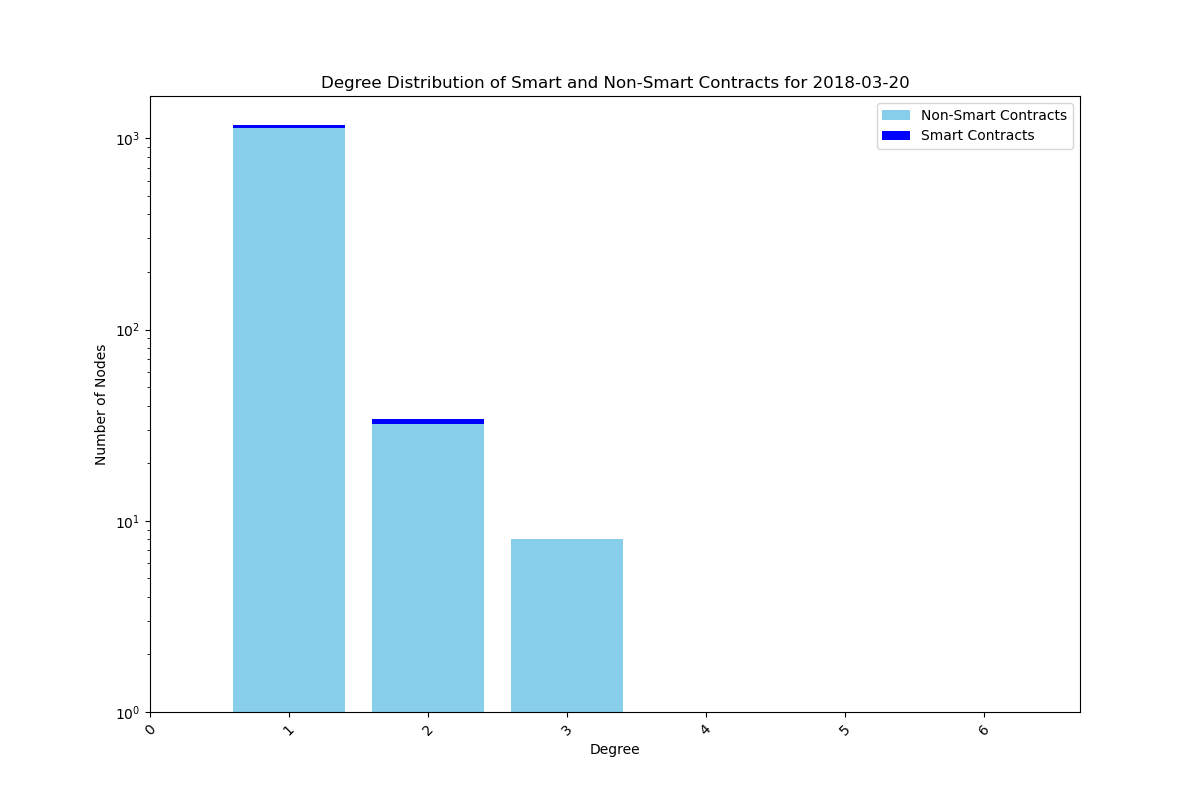 Degree Distribution of Smart and Non-Smart Contracts for 2018-03-20
Non-Smart Contracts
Smart Contracts
Number of Nodes
10³
10²
10¹
10⁰
0
1
2
3
4
5
6
Degree